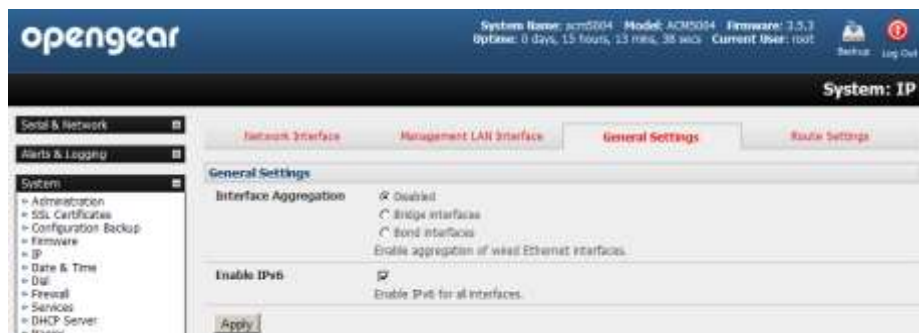 opengear
System Name: acm5004 Model: ACM5004 Firmware: 3.5.3
Uptime: 0 days, 15 hours, 13 mins, 38 secs Current User: root
Backup
Log Out
System: IP
Serial & Network
Alerts & Logging
System
Administration
SSL Certificates
Configuration Backup
Firmware
IP
Date & Time
Dial
Firewall
Services
DHCP Server
Network Interface
Management LAN Interface
General Settings
Route Settings
General Settings
Interface Aggregation
Disabled
Bridge interfaces
Bond interfaces
Enable aggregation of wired Ethernet interfaces.
Enable IPv6
Enable IPv6 for all interfaces.
Apply